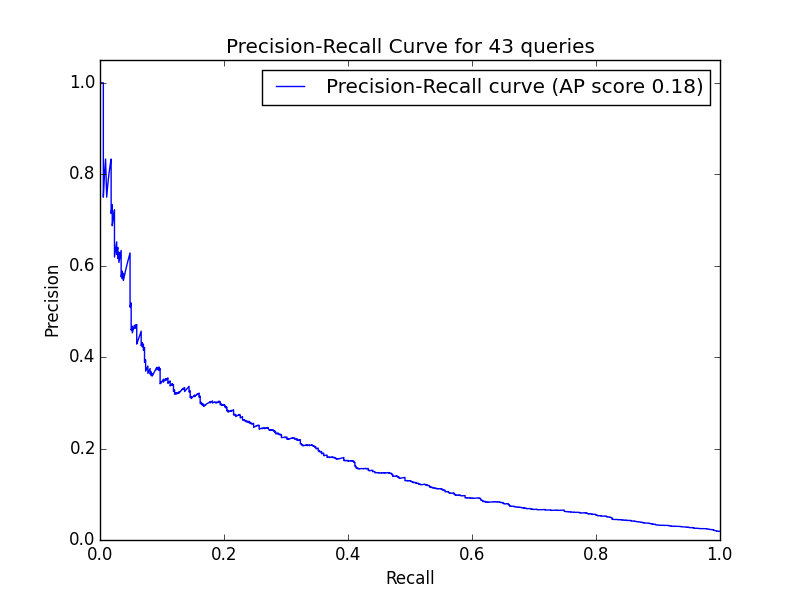 Precision-Recall Curve for 43 queries
Precision-Recall curve (AP score 0.18)
1.0
0.8
0.6
0.4
0.2
0.0
Precision
0.0 0.2 0.4 0.6 0.8 1.0
Recall